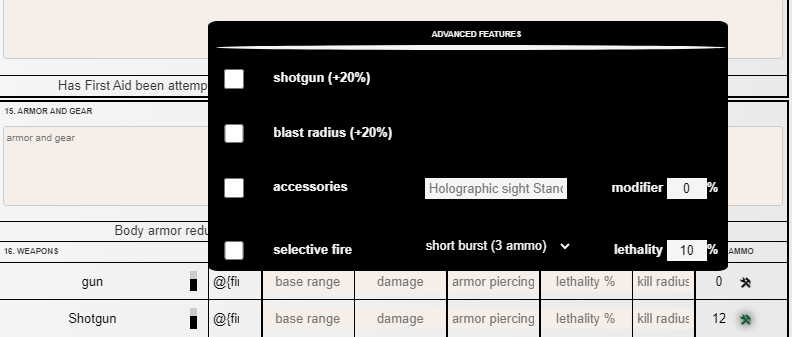 ADVANCED FEATURES
shotgun (+20%)
Has First Aid been attemp
15. ARMOR AND GEAR
blast radius (+20%)
armor and gear
accessories Holographic sight Stand modifier 0 %
Body armor redu
selective fire short burst (3 ammo) lethality 10 %
16. WEAPONS AMMO
gun @{fir base range damage armor piercing lethality % kill radius 0
Shotgun @{fir base range damage armor piercing lethality % kill radius 12